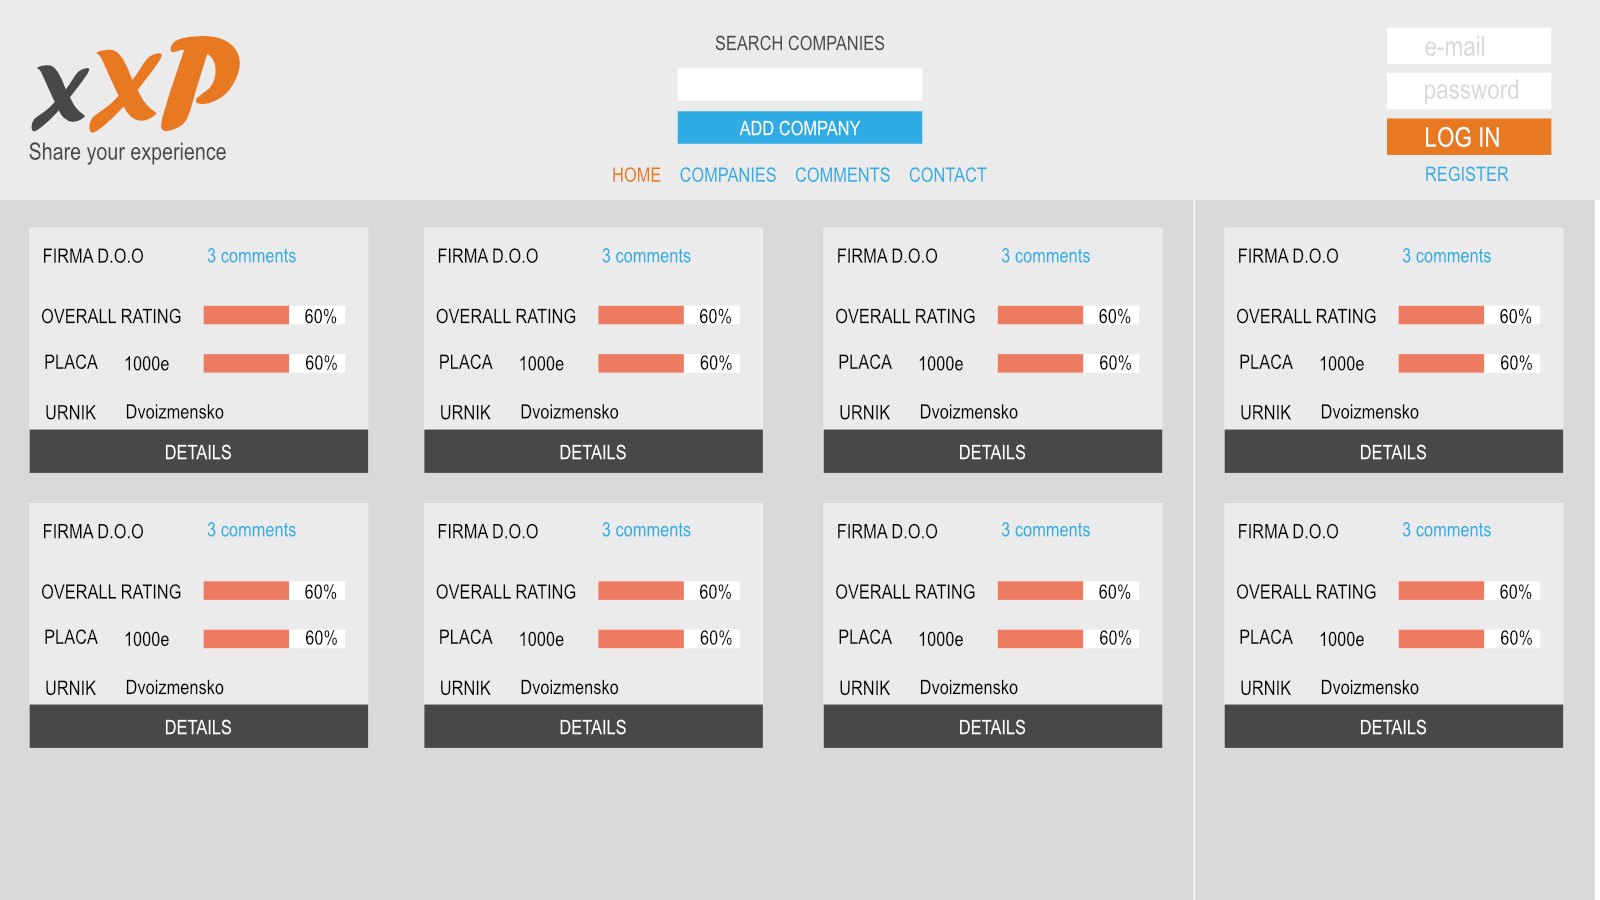 xXP
Share your experience
SEARCH COMPANIES
ADD COMPANY
HOME COMPANIES COMMENTS CONTACT
e-mail
password
LOG IN
REGISTER
FIRMA D.O.O 3 comments
OVERALL RATING 60%
PLACA 1000e 60%
URNIK Dvoizmensko
DETAILS
FIRMA D.O.O 3 comments
OVERALL RATING 60%
PLACA 1000e 60%
URNIK Dvoizmensko
DETAILS
FIRMA D.O.O 3 comments
OVERALL RATING 60%
PLACA 1000e 60%
URNIK Dvoizmensko
DETAILS
FIRMA D.O.O 3 comments
OVERALL RATING 60%
PLACA 1000e 60%
URNIK Dvoizmensko
DETAILS
FIRMA D.O.O 3 comments
OVERALL RATING 60%
PLACA 1000e 60%
URNIK Dvoizmensko
DETAILS
FIRMA D.O.O 3 comments
OVERALL RATING 60%
PLACA 1000e 60%
URNIK Dvoizmensko
DETAILS
FIRMA D.O.O 3 comments
OVERALL RATING 60%
PLACA 1000e 60%
URNIK Dvoizmensko
DETAILS
FIRMA D.O.O 3 comments
OVERALL RATING 60%
PLACA 1000e 60%
URNIK Dvoizmensko
DETAILS